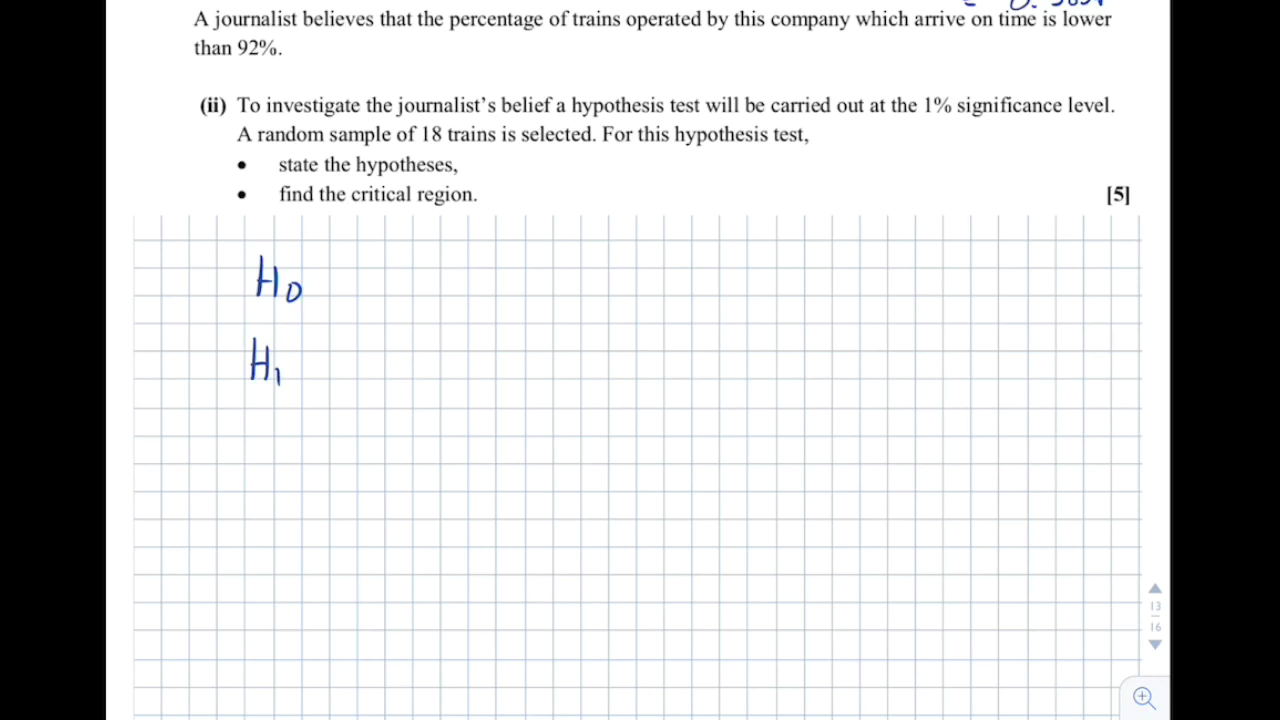 A journalist believes that the percentage of trains operated by this company which arrive on time is lower
than 92%.
(ii) To investigate the journalist's belief a hypothesis test will be carried out at the 1% significance level.
A random sample of 18 trains is selected. For this hypothesis test,
• state the hypotheses,
• find the critical region. [5]
H0
H1
13
16